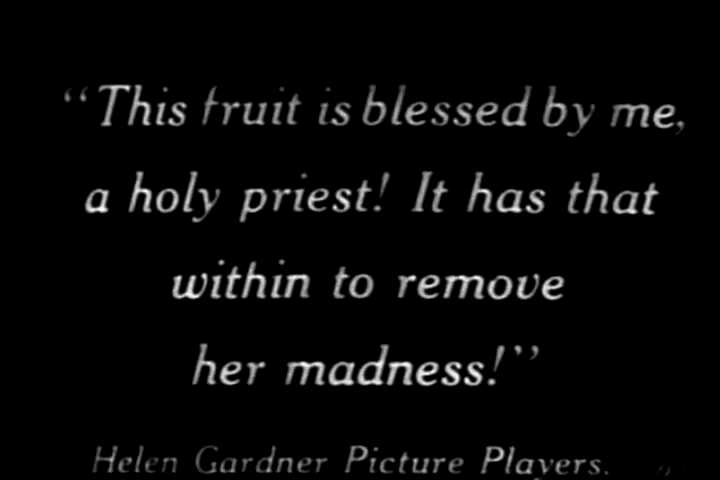 “This fruit is blessed by me,
a holy priest! It has that
within to remove
her madness!”
Helen Gardner Picture Players.